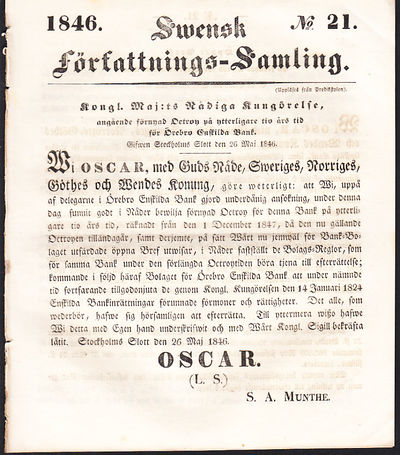 1846. Swensk № 21.
Författnings-Samling.
(Uppläses från Predikstolen).
Kongl. Maj:ts Nådiga Kungörelse,
angående förnyad Octroy på ytterligare tio års tid
för Örebro Enskilda Bank.
Gifwen Stockholms Slott den 26 Maj 1846.
Wi OSCAR, med Guds Nåde, Sweriges, Norriges,
Göthes och Wendes Konung, göre weterligt: att Wi, uppå
af delegarne i Örebro Enskilda Bank gjord underdånig ansökning, under denna
dag funnit godt i Nåder bewilja förnyad Octroy för denna Bank på ytterli-
gare tio års tid, räknadt från den 1 December 1847, då den nu gällande
Octroyen tilländagår, samt derjemte, på sätt Wårt nu jemwäl för Bank-Bo-
laget utfärdade öppna Bref utwisar, i Nåder fastställt de Bolags-Reglor, som
för samma Bank under den förlängda Octroytiden böra tjena till efterrättelse;
kommande i följd häraf Bolaget för Örebro Enskilda Bank att under nämnde
tid fortfarande tillgodonjuta de genom Kongl. Kungörelsen den 14 Januari 1824
Enskilda Bankinrättningar förunnade förmoner och rättigheter. Det alle, som
wederbör, hafwe sig hörsamligen att efterrätta. Till yttermera wisso hafwe
Wi detta med Egen hand underskrifwit och med Wårt Kongl. Sigill bekräfta
låtit. Stockholms Slott den 26 Maj 1846.
OSCAR.
(L. S.)
S. A. MUNTHE.